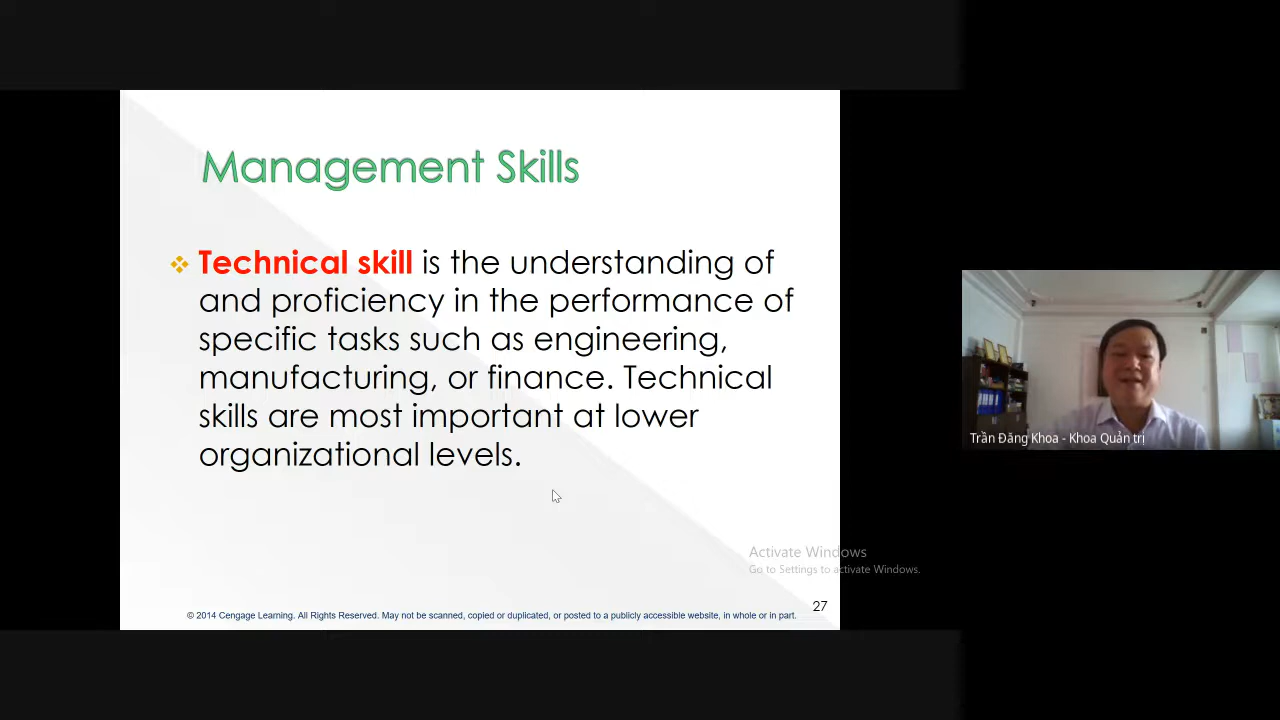 Management Skills
Technical skill is the understanding of
and proficiency in the performance of
specific tasks such as engineering,
manufacturing, or finance. Technical
skills are most important at lower
organizational levels.
Trần Đăng Khoa - Khoa Quản trị
Activate Windows
Go to Settings to activate Windows.
27
© 2014 Cengage Learning. All Rights Reserved. May not be scanned, copied or duplicated, or posted to a publicly accessible website, in whole or in part.